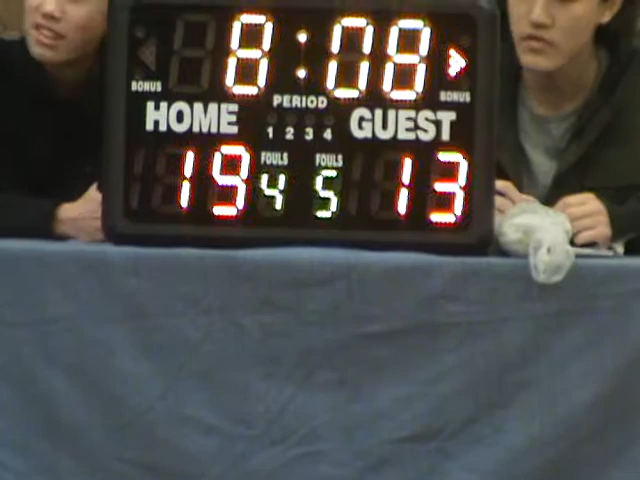 8:08
BONUS BONUS
PERIOD
HOME GUEST
1 2 3 4
FOULS FOULS
19 4 5 13